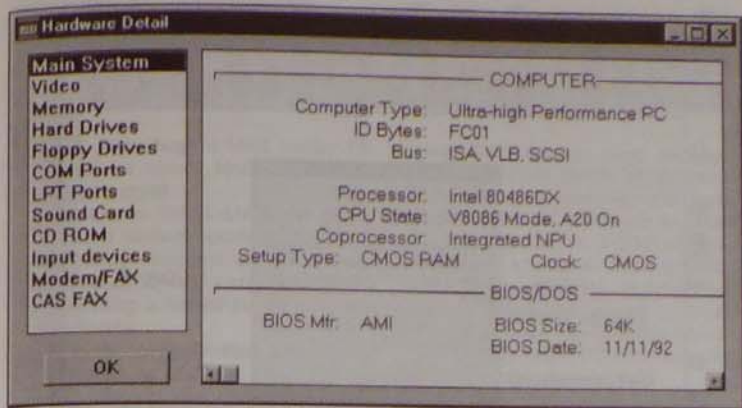 Hardware Detail
Main System
Video
Memory
Hard Drives
Floppy Drives
COM Ports
LPT Ports
Sound Card
CD ROM
Input devices
Modem/FAX
CAS FAX
OK
COMPUTER
Computer Type: Ultra-high Performance PC
ID Bytes: FC01
Bus: ISA, VLB, SCSI
Processor: Intel 80486DX
CPU State: V8086 Mode, A20 On
Coprocessor: Integrated NPU
Setup Type: CMOS RAM Clock: CMOS
BIOS/DOS
BIOS Mfr: AMI BIOS Size: 64K
BIOS Date: 11/11/92